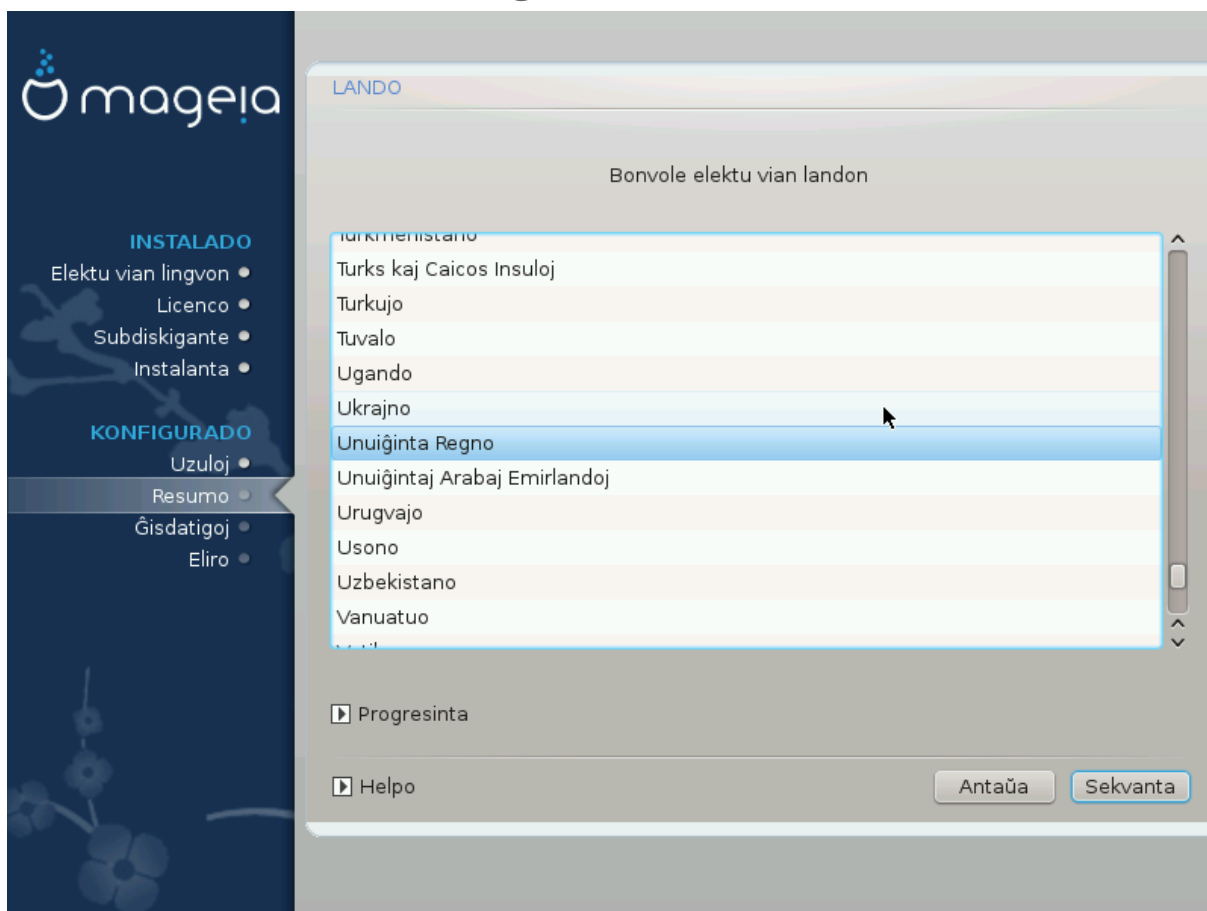 mageia
INSTALADO
Elektu vian lingvon
Licenco
Subdiskigante
Instalanta
KONFIGURADO
Uzuloj
Resumo
Ĝisdatigoj
Eliro
LANDO
Bonvole elektu vian landon
Turkmenistano
Turks kaj Caicos Insuloj
Turkujo
Tuvalo
Ugando
Ukrajno
Unuiĝinta Regno
Unuiĝintaj Arabaj Emirlandoj
Urugvajo
Usono
Uzbekistano
Vanuatuo
Progresinta
Helpo
Antaŭa
Sekvanta